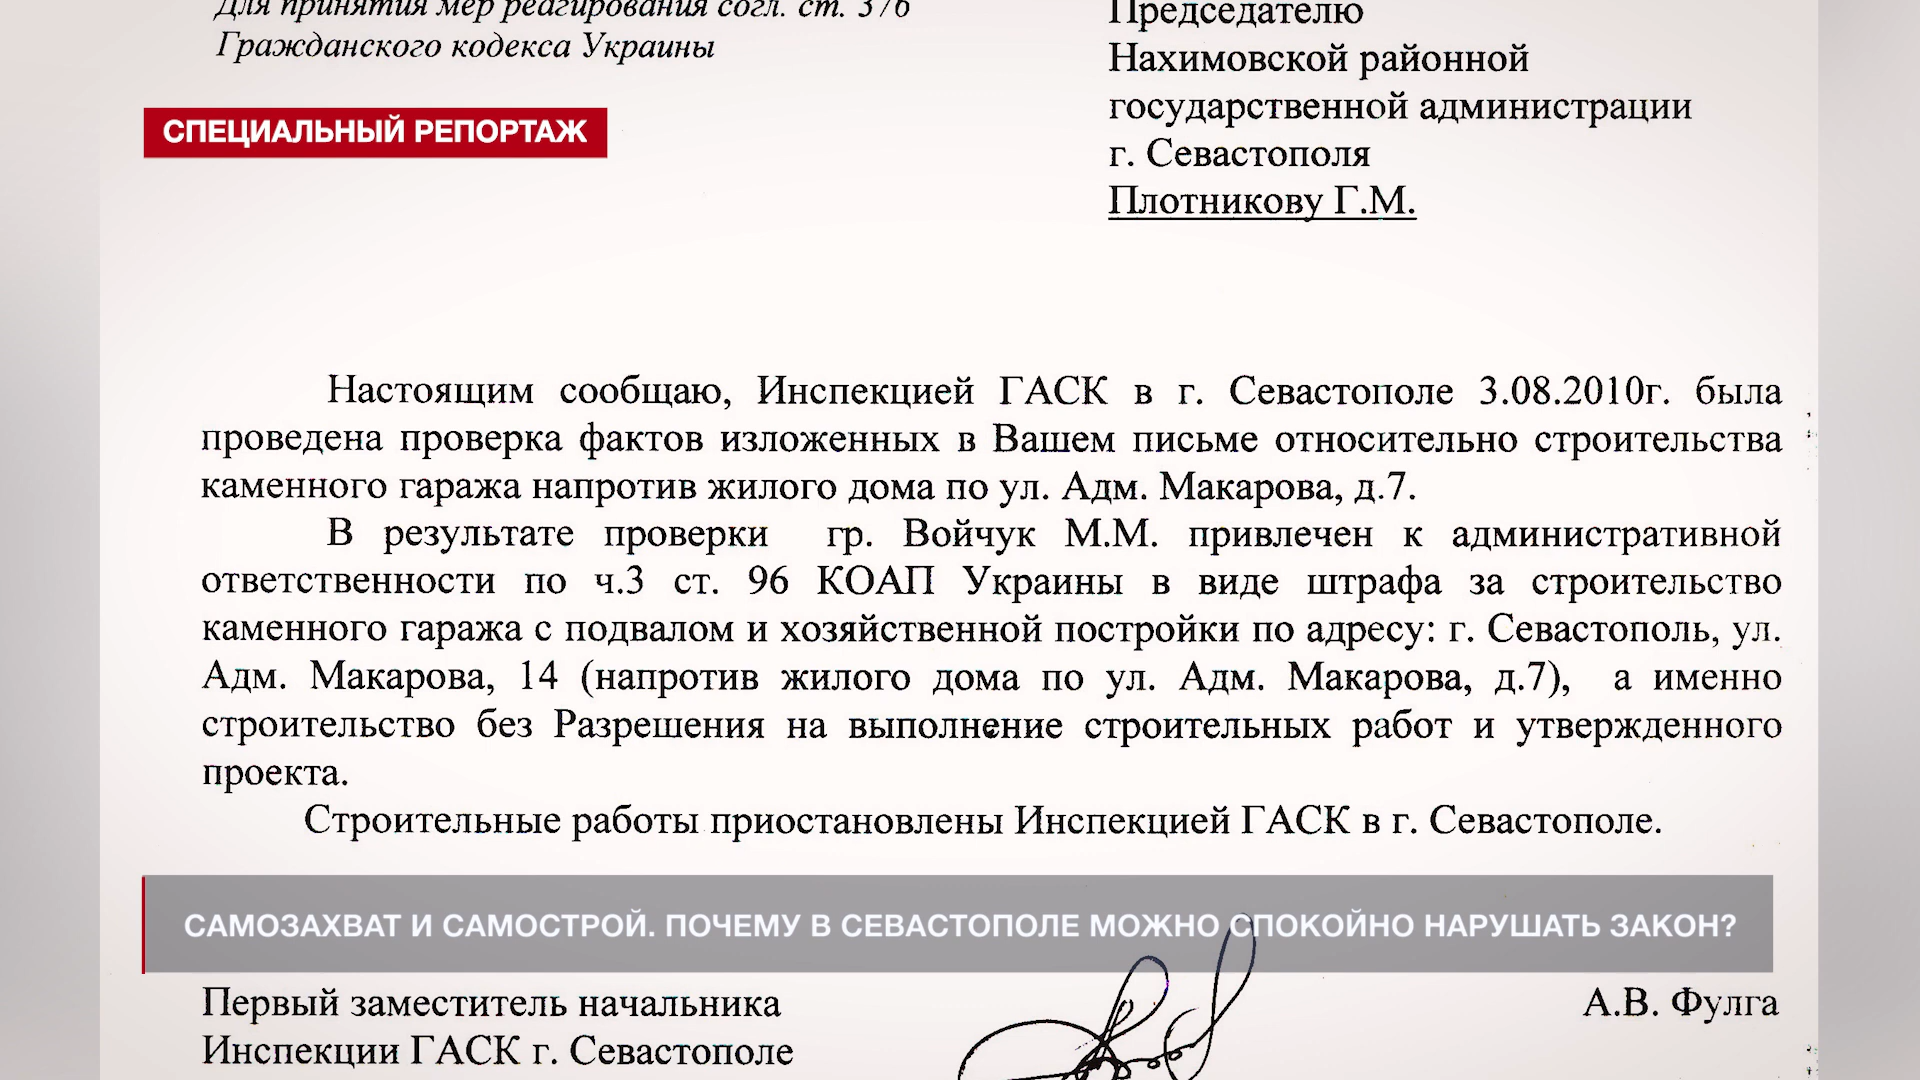 Для принятия мер реагирования согл. ст. 376
Гражданского кодекса Украины
Председателю
Нахимовской районной
государственной администрации
г. Севастополя
Плотникову Г.М.
СПЕЦИАЛЬНЫЙ РЕПОРТАЖ
Настоящим сообщаю, Инспекцией ГАСК в г. Севастополе 3.08.2010г. была
проведена проверка фактов изложенных в Вашем письме относительно строительства
каменного гаража напротив жилого дома по ул. Адм. Макарова, д.7.
В результате проверки гр. Войчук М.М. привлечен к административной
ответственности по ч.3 ст. 96 КОАП Украины в виде штрафа за строительство
каменного гаража с подвалом и хозяйственной постройки по адресу: г. Севастополь, ул.
Адм. Макарова, 14 (напротив жилого дома по ул. Адм. Макарова, д.7), а именно
строительство без Разрешения на выполнение строительных работ и утвержденного
проекта.
Строительные работы приостановлены Инспекцией ГАСК в г. Севастополе.
САМОЗАХВАТ И САМОСТРОЙ. ПОЧЕМУ В СЕВАСТОПОЛЕ МОЖНО СПОКОЙНО НАРУШАТЬ ЗАКОН?
Первый заместитель начальника
Инспекции ГАСК г. Севастополе
А.В. Фулга